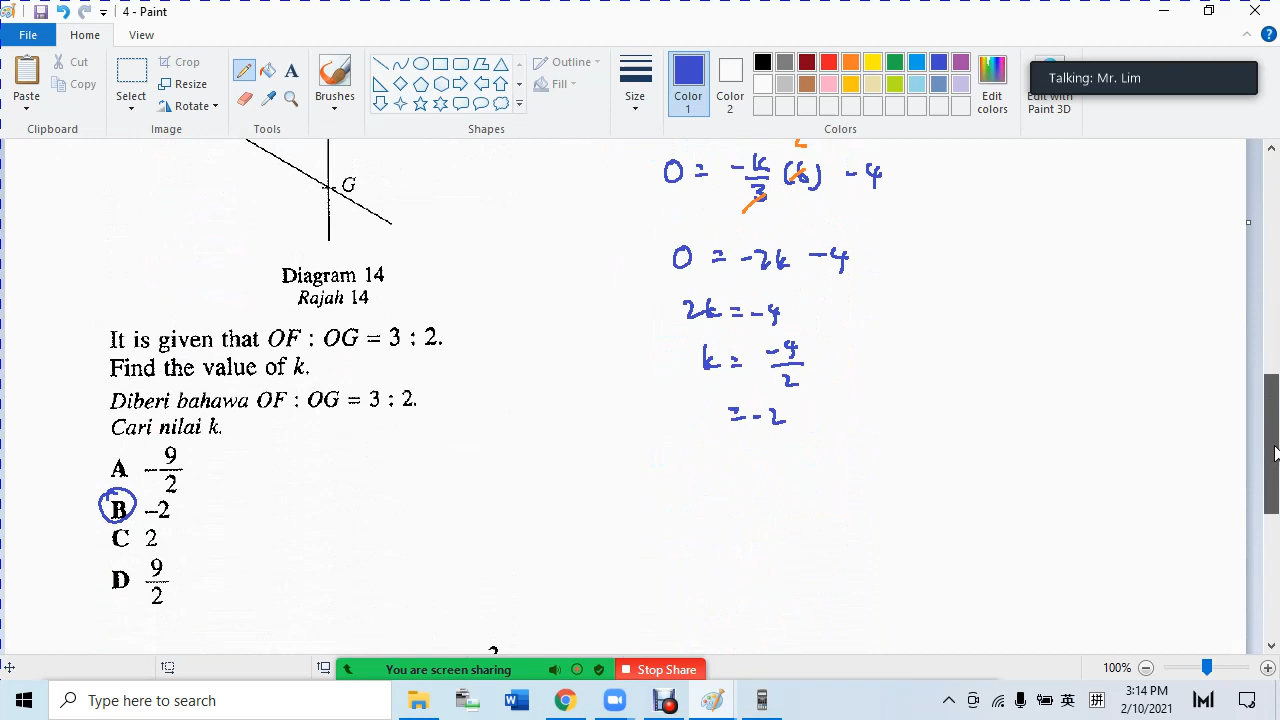 4 - Paint
File Home View
Paste Cut Copy Clipboard
Select Crop Resize Rotate Image
A Tools
Brushes
Outline Fill Shapes
Size
Color 1 Color 2 Edit colors Colors
Edit with Paint 3D
Talking: Mr. Lim
G
Diagram 14
Rajah 14
It is given that OF : OG = 3 : 2.
Find the value of k.
Diberi bahawa OF : OG = 3 : 2.
Cari nilai k.
A -9/2
B -2
C 2
D 9/2
2
0 = -k/3 (6) - 4
0 = -2k - 4
2k = -4
k = -4/2
= -2
You are screen sharing Stop Share
100%
Type here to search
英 拼
3:14 PM
2/10/2021